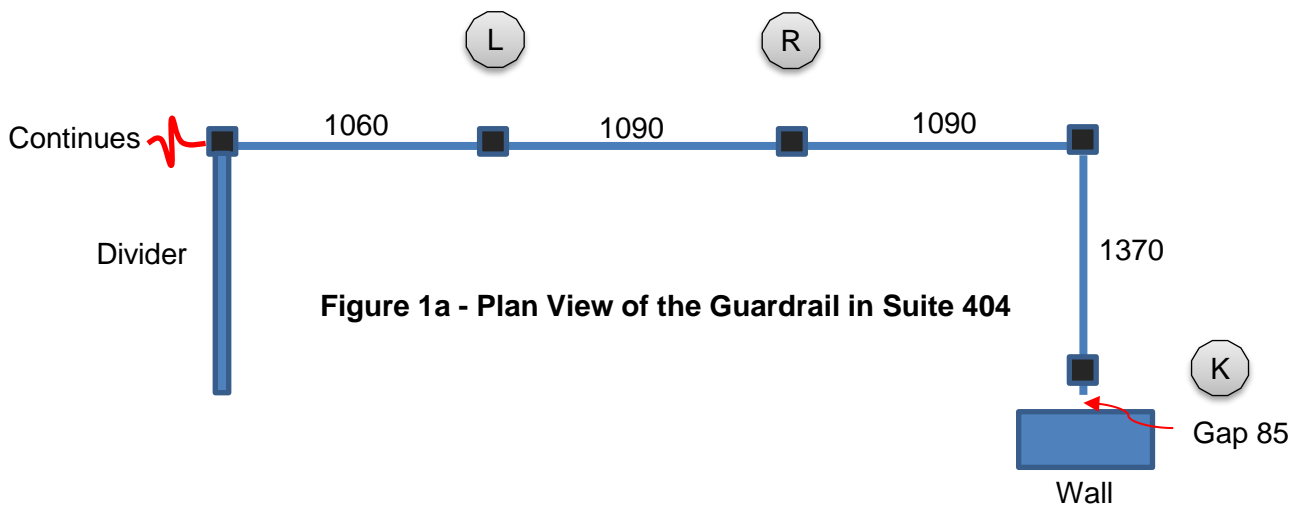 L
R
1060
1090
1090
Continues
Divider
1370
Figure 1a - Plan View of the Guardrail in Suite 404
K
Gap 85
Wall